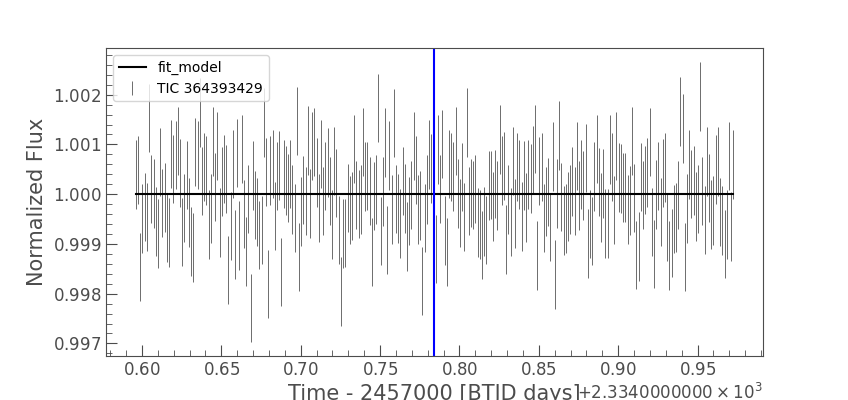 fit_model
TIC 364393429
Normalized Flux
1.002
1.001
1.000
0.999
0.998
0.997
0.60 0.65 0.70 0.75 0.80 0.85 0.90 0.95
Time - 2457000 [BTJD days]
+2.3340000000 × 10³